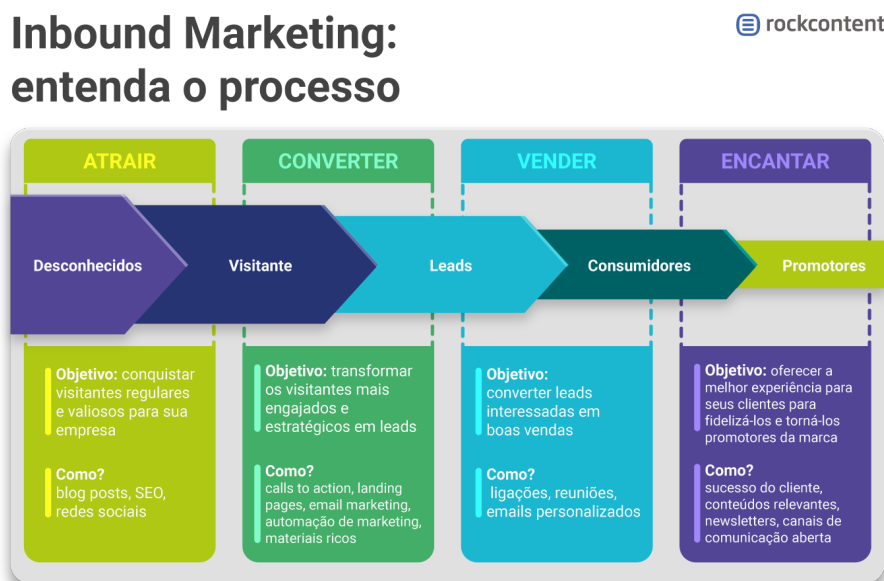 Inbound Marketing:
entenda o processo
rockcontent
ATRAIR
CONVERTER
VENDER
ENCANTAR
Desconhecidos
Visitante
Leads
Consumidores
Promotores
Objetivo: conquistar
visitantes regulares
e valiosos para sua
empresa
Como?
blog posts, SEO,
redes sociais
Objetivo: transformar
os visitantes mais
engajados e
estratégicos em leads
Como?
calls to action, landing
pages, email marketing,
automação de marketing,
materiais ricos
Objetivo:
converter leads
interessadas em
boas vendas
Como?
ligações, reuniões,
emails personalizados
Objetivo: oferecer a
melhor experiência para
seus clientes para
fidelizá-los e torná-los
promotores da marca
Como?
sucesso do cliente,
conteúdos relevantes,
newsletters, canais de
comunicação aberta